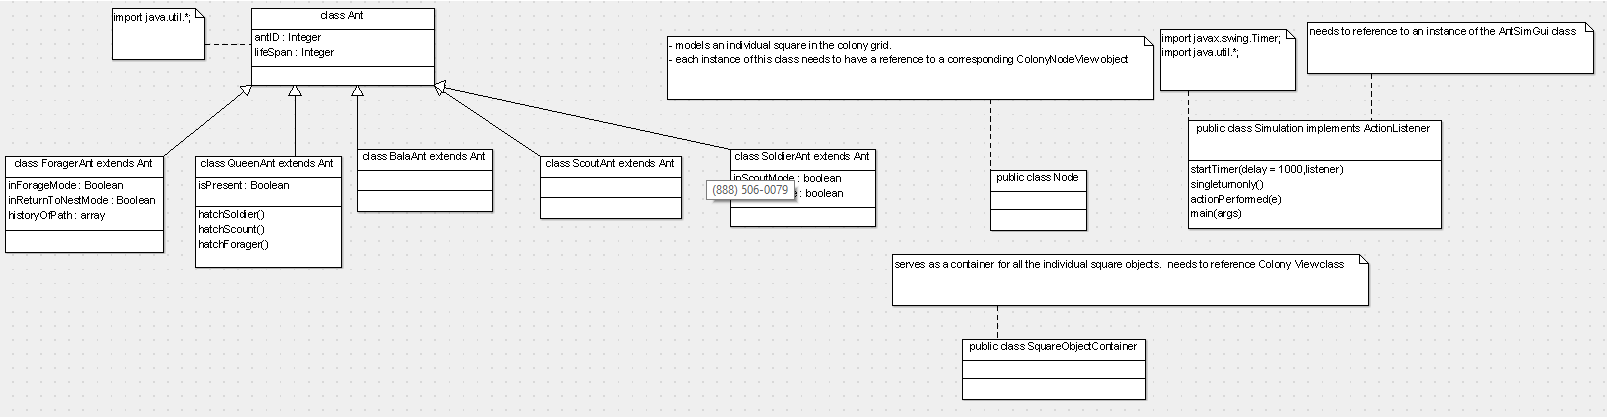 import java.util.*;
class Ant
antID : Integer
lifeSpan : Integer
- models an individual square in the colony grid.
- each instance of this class needs to have a reference to a corresponding ColonyNodeView object
import javax.swing.Timer;
import java.util.*;
needs to reference to an instance of the AntSimGui class
public class Simulation implements ActionListener
startTimer(delay = 1000,listener)
singleturnonly()
actionPerformed(e)
main(args)
class ForagerAnt extends Ant
inForageMode : Boolean
inReturnToNestMode : Boolean
historyOfPath : array
class QueenAnt extends Ant
isPresent : Boolean
hatchSoldier()
hatchScount()
hatchForager()
class BalaAnt extends Ant
class ScoutAnt extends Ant
class SoldierAnt extends Ant
inScoutMode : boolean
: boolean
(888) 506-0079
public class Node
serves as a container for all the individual square objects. needs to reference Colony View class
public class SquareObjectContainer